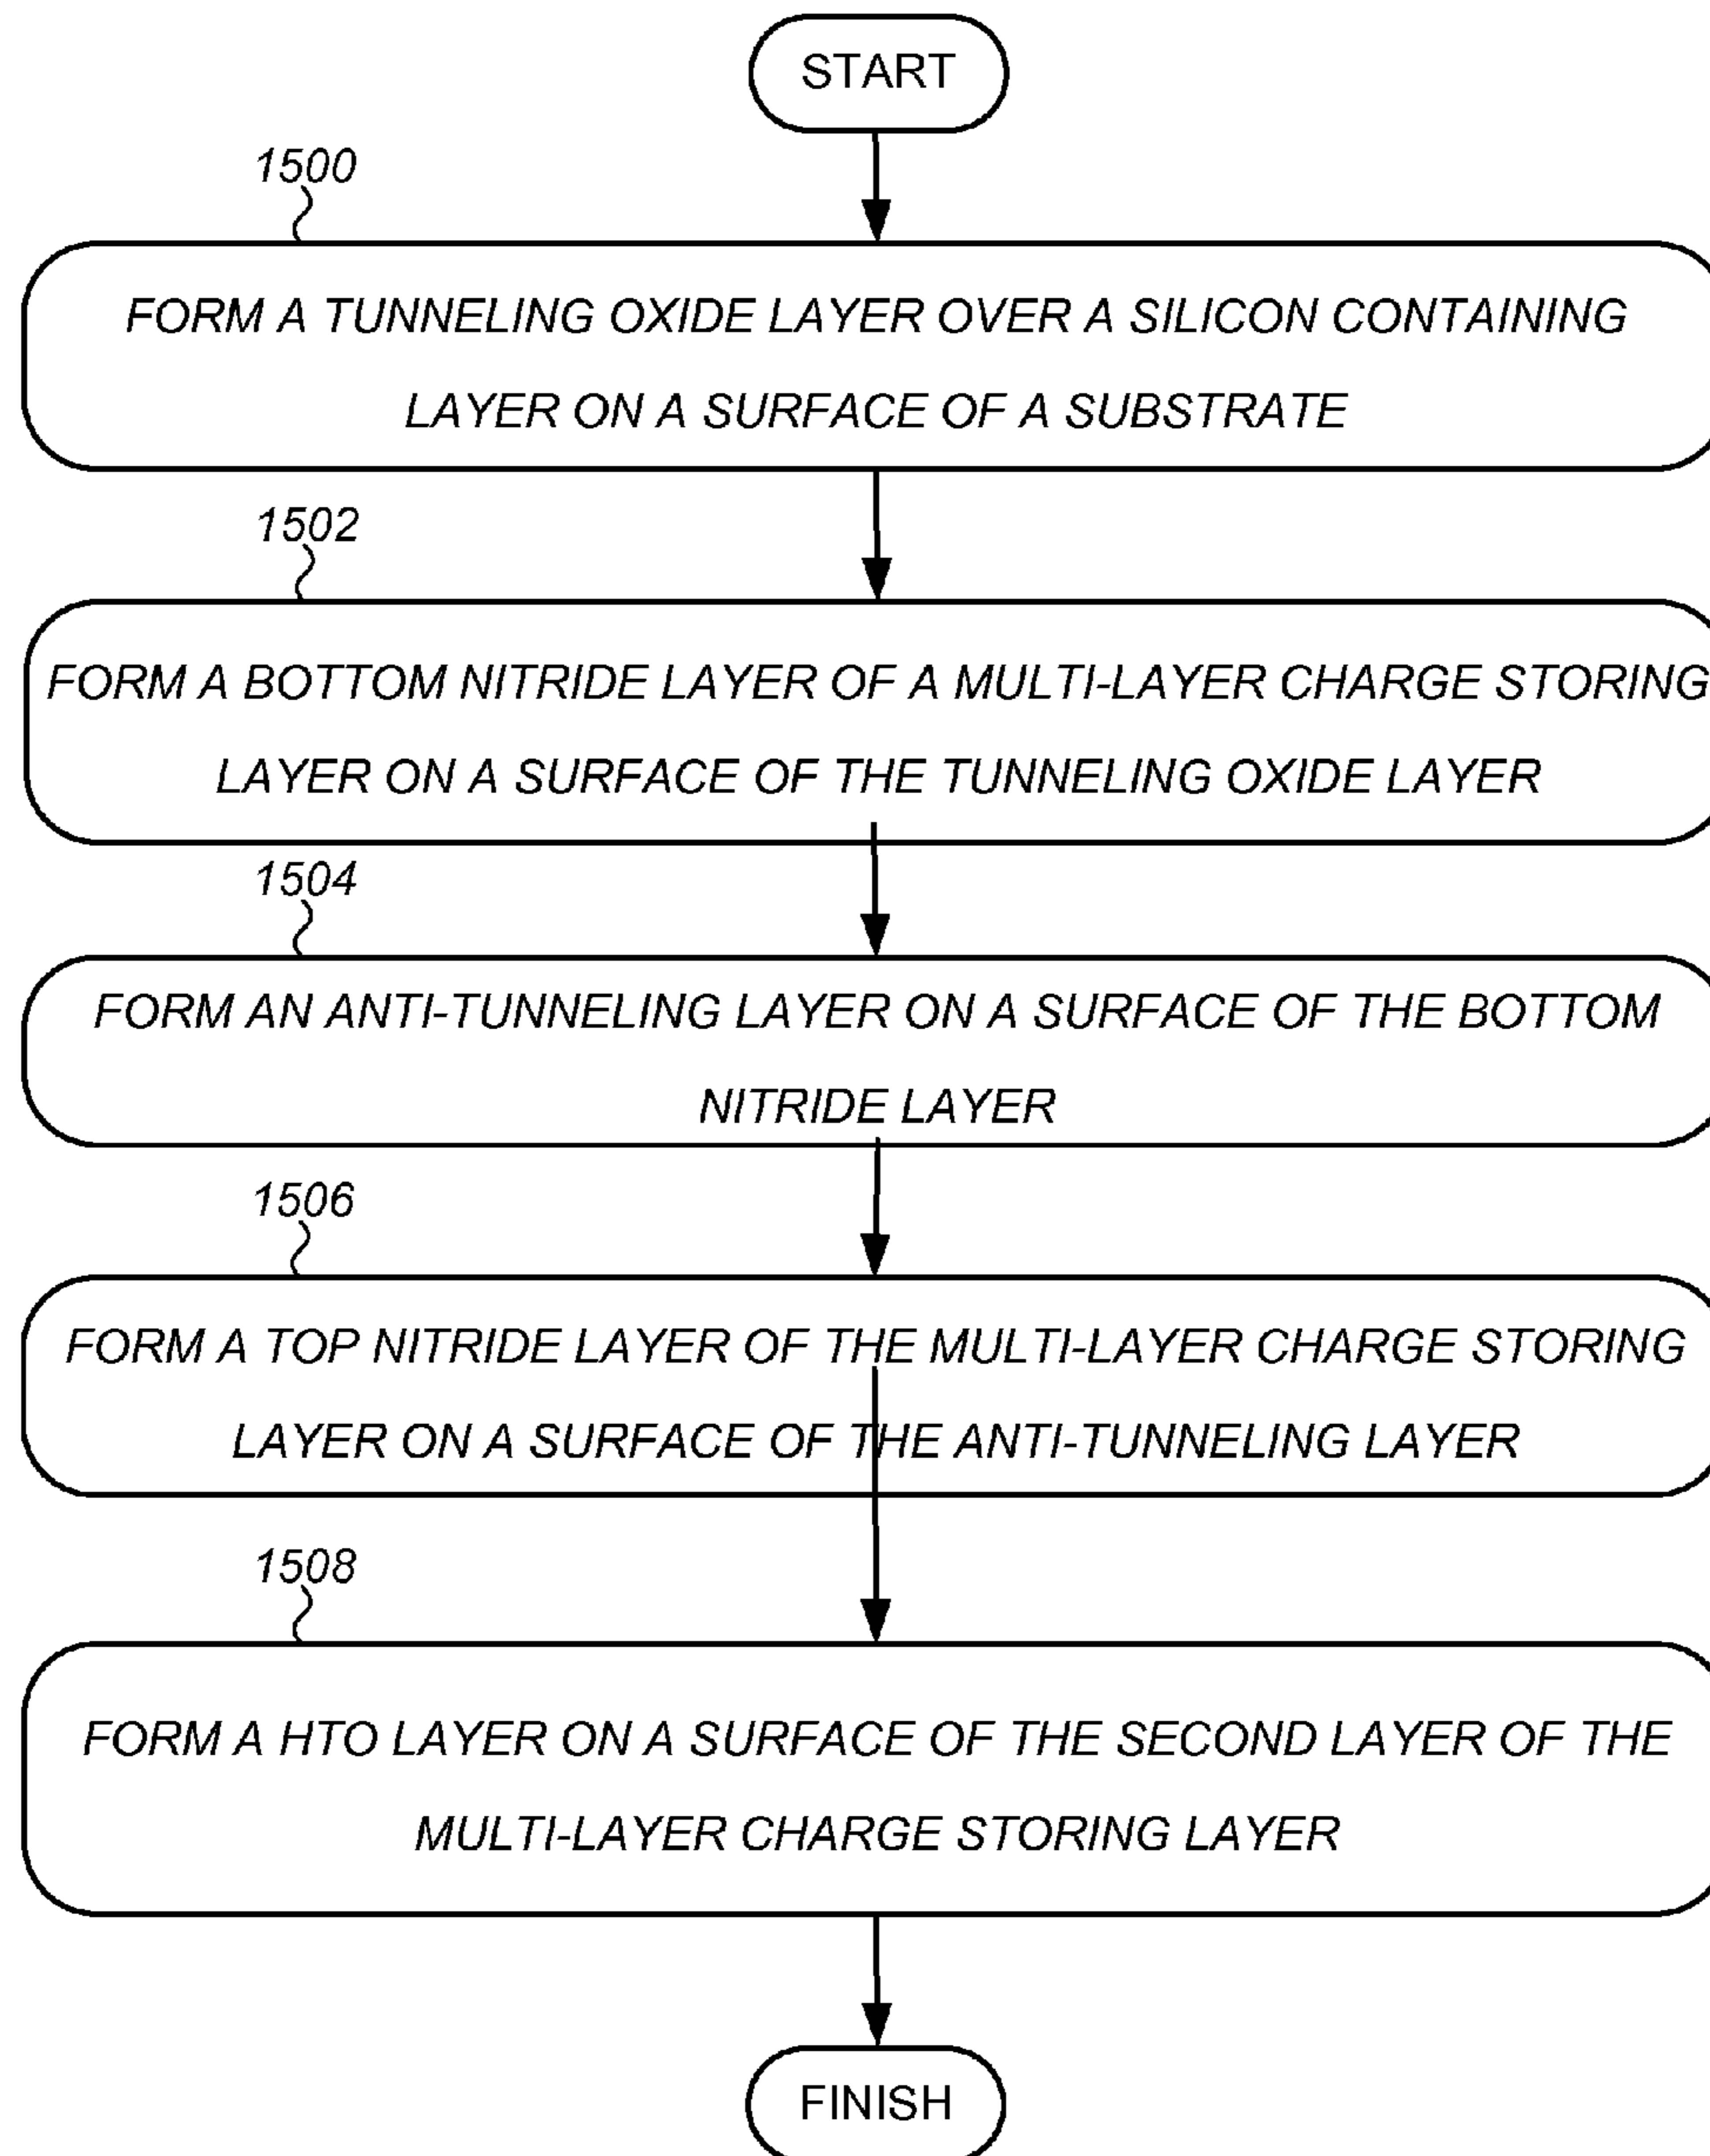 START
1500
FORM A TUNNELING OXIDE LAYER OVER A SILICON CONTAINING
LAYER ON A SURFACE OF A SUBSTRATE
1502
FORM A BOTTOM NITRIDE LAYER OF A MULTI-LAYER CHARGE STORING
LAYER ON A SURFACE OF THE TUNNELING OXIDE LAYER
1504
FORM AN ANTI-TUNNELING LAYER ON A SURFACE OF THE BOTTOM
NITRIDE LAYER
1506
FORM A TOP NITRIDE LAYER OF THE MULTI-LAYER CHARGE STORING
LAYER ON A SURFACE OF THE ANTI-TUNNELING LAYER
1508
FORM A HTO LAYER ON A SURFACE OF THE SECOND LAYER OF THE
MULTI-LAYER CHARGE STORING LAYER
FINISH